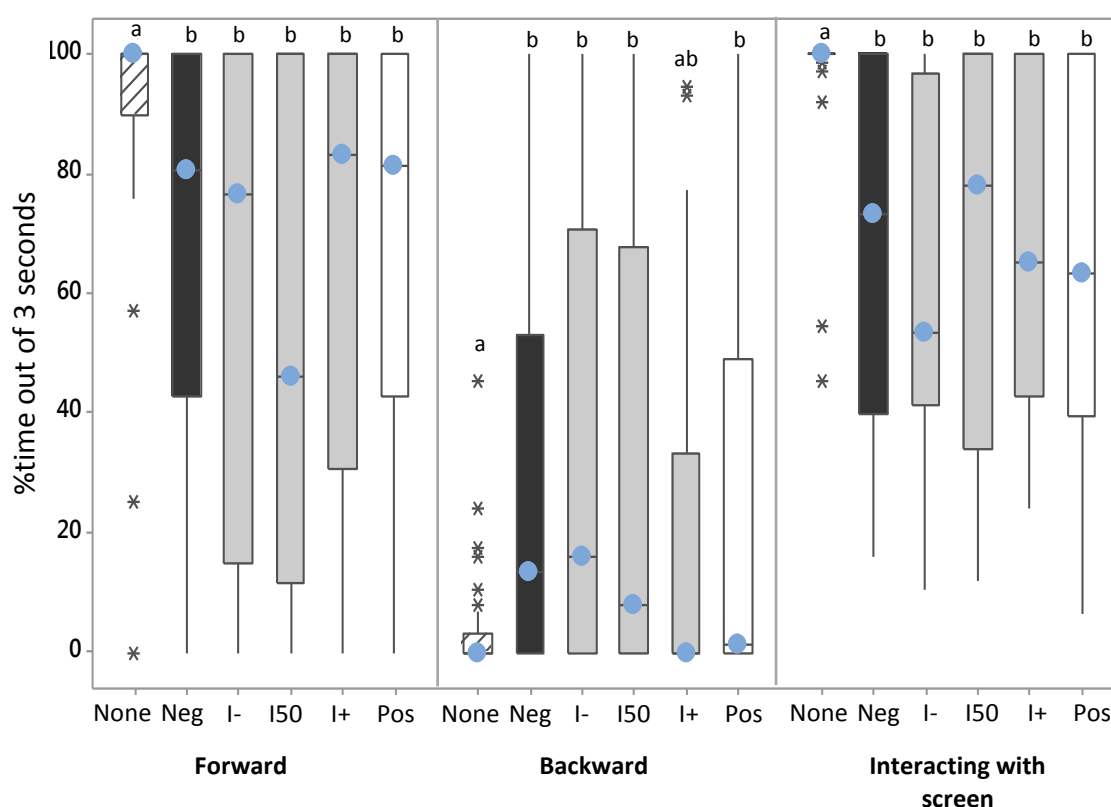 a b b b b b
b b b b
ab
a
a b b b b b
%time out of 3 seconds
100
80
60
40
20
0
None Neg I- I50 I+ Pos
None Neg I- I50 I+ Pos
None Neg I- I50 I+ Pos
Forward
Backward
Interacting with
screen